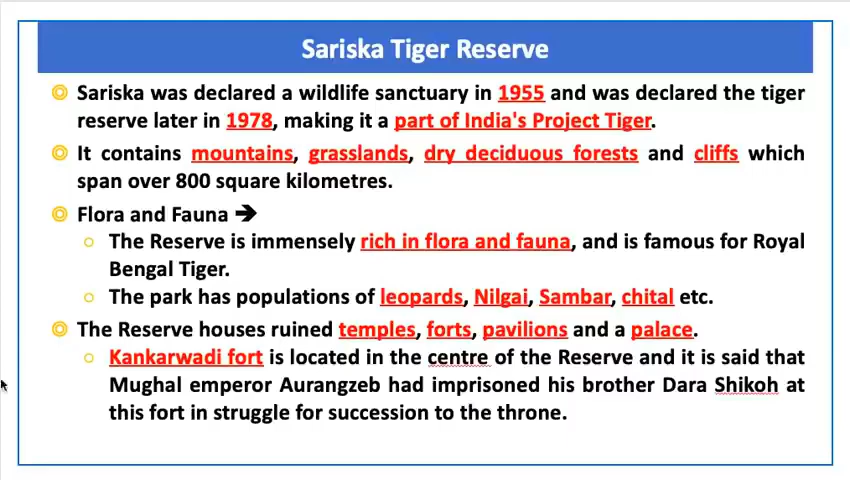 Sariska Tiger Reserve
Sariska was declared a wildlife sanctuary in 1955 and was declared the tiger
reserve later in 1978, making it a part of India's Project Tiger.
It contains mountains, grasslands, dry deciduous forests and cliffs which
span over 800 square kilometres.
Flora and Fauna ➔
The Reserve is immensely rich in flora and fauna, and is famous for Royal
Bengal Tiger.
The park has populations of leopards, Nilgai, Sambar, chital etc.
The Reserve houses ruined temples, forts, pavilions and a palace.
Kankarwadi fort is located in the centre of the Reserve and it is said that
Mughal emperor Aurangzeb had imprisoned his brother Dara Shikoh at
this fort in struggle for succession to the throne.